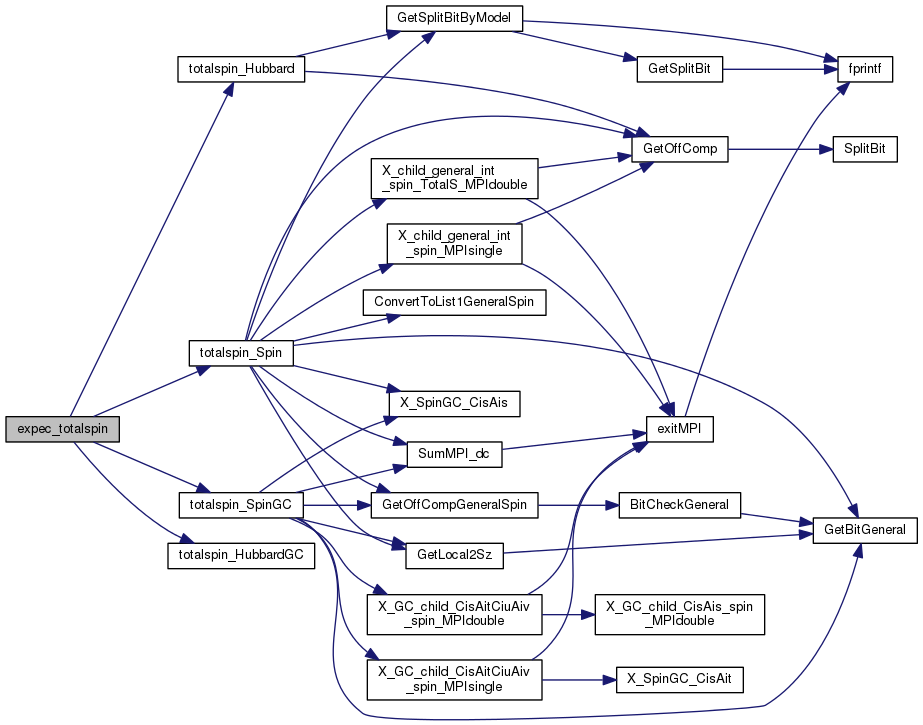 GetSplitBitByModel
totalspin_Hubbard
GetSplitBit
fprintf
GetOffComp
SplitBit
X_child_general_int
_spin_TotalS_MPIdouble
X_child_general_int
_spin_MPIsingle
ConvertToList1GeneralSpin
totalspin_Spin
X_SpinGC_CisAis
expec_totalspin
exitMPI
SumMPI_dc
totalspin_SpinGC
GetOffCompGeneralSpin
BitCheckGeneral
GetBitGeneral
totalspin_HubbardGC
GetLocal2Sz
X_GC_child_CisAitCiuAiv
_spin_MPIdouble
X_GC_child_CisAis_spin
_MPIdouble
X_GC_child_CisAitCiuAiv
_spin_MPIsingle
X_SpinGC_CisAit